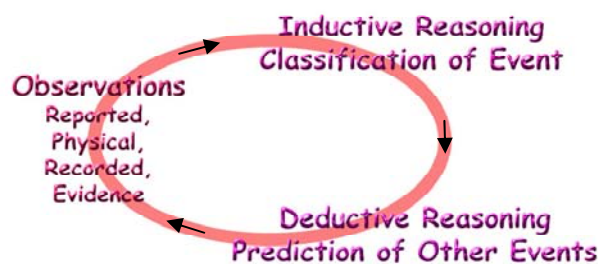 Inductive Reasoning
Classification of Event
Observations
Reported,
Physical,
Recorded,
Evidence
Deductive Reasoning
Prediction of Other Events